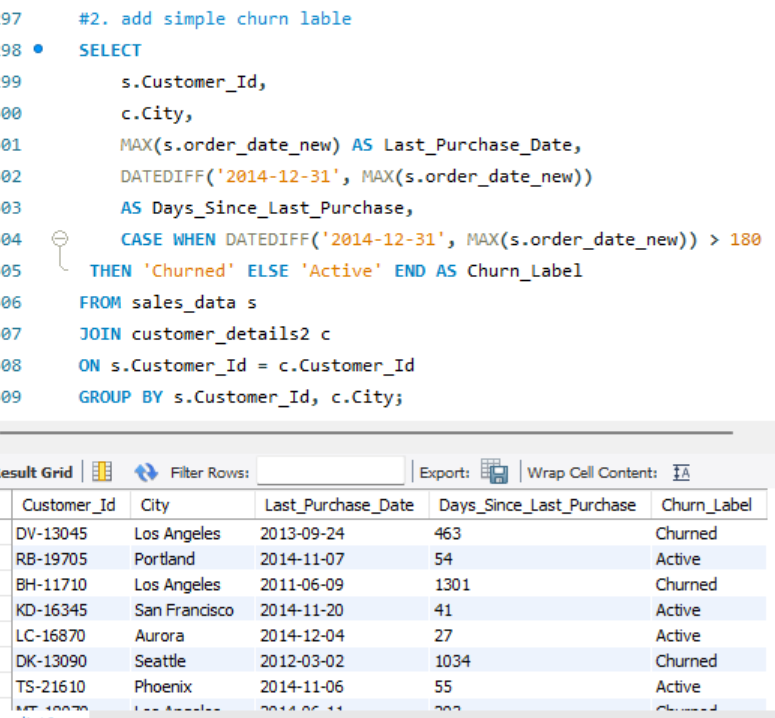 97 #2. add simple churn lable
98 SELECT
99 s.Customer_Id,
00 c.City,
01 MAX(s.order_date_new) AS Last_Purchase_Date,
02 DATEDIFF('2014-12-31', MAX(s.order_date_new))
03 AS Days_Since_Last_Purchase,
04 CASE WHEN DATEDIFF('2014-12-31', MAX(s.order_date_new)) > 180
05 THEN 'Churned' ELSE 'Active' END AS Churn_Label
06 FROM sales_data s
07 JOIN customer_details2 c
08 ON s.Customer_Id = c.Customer_Id
09 GROUP BY s.Customer_Id, c.City;
esult Grid Filter Rows: Export: Wrap Cell Content: IA
Customer_Id City Last_Purchase_Date Days_Since_Last_Purchase Churn_Label
DV-13045 Los Angeles 2013-09-24 463 Churned
RB-19705 Portland 2014-11-07 54 Active
BH-11710 Los Angeles 2011-06-09 1301 Churned
KD-16345 San Francisco 2014-11-20 41 Active
LC-16870 Aurora 2014-12-04 27 Active
DK-13090 Seattle 2012-03-02 1034 Churned
TS-21610 Phoenix 2014-11-06 55 Active
Los Angeles Churned